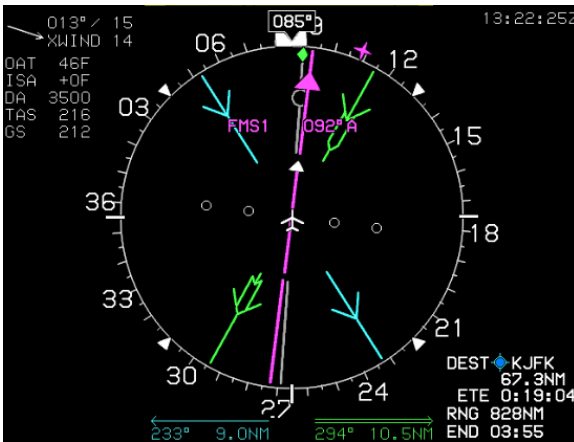 013°/ 15
XWIND 14
OAT 46F
ISA +0F
DA 3500
TAS 216
GS 212
085°
13:22:25Z
06
9
12
03
FMS1
092° A
15
36
18
33
21
30
27
24
DEST KJFK
67.3NM
ETE 0:19:04
RNG 828NM
END 03:55
233° 9.0NM
294° 10.5NM